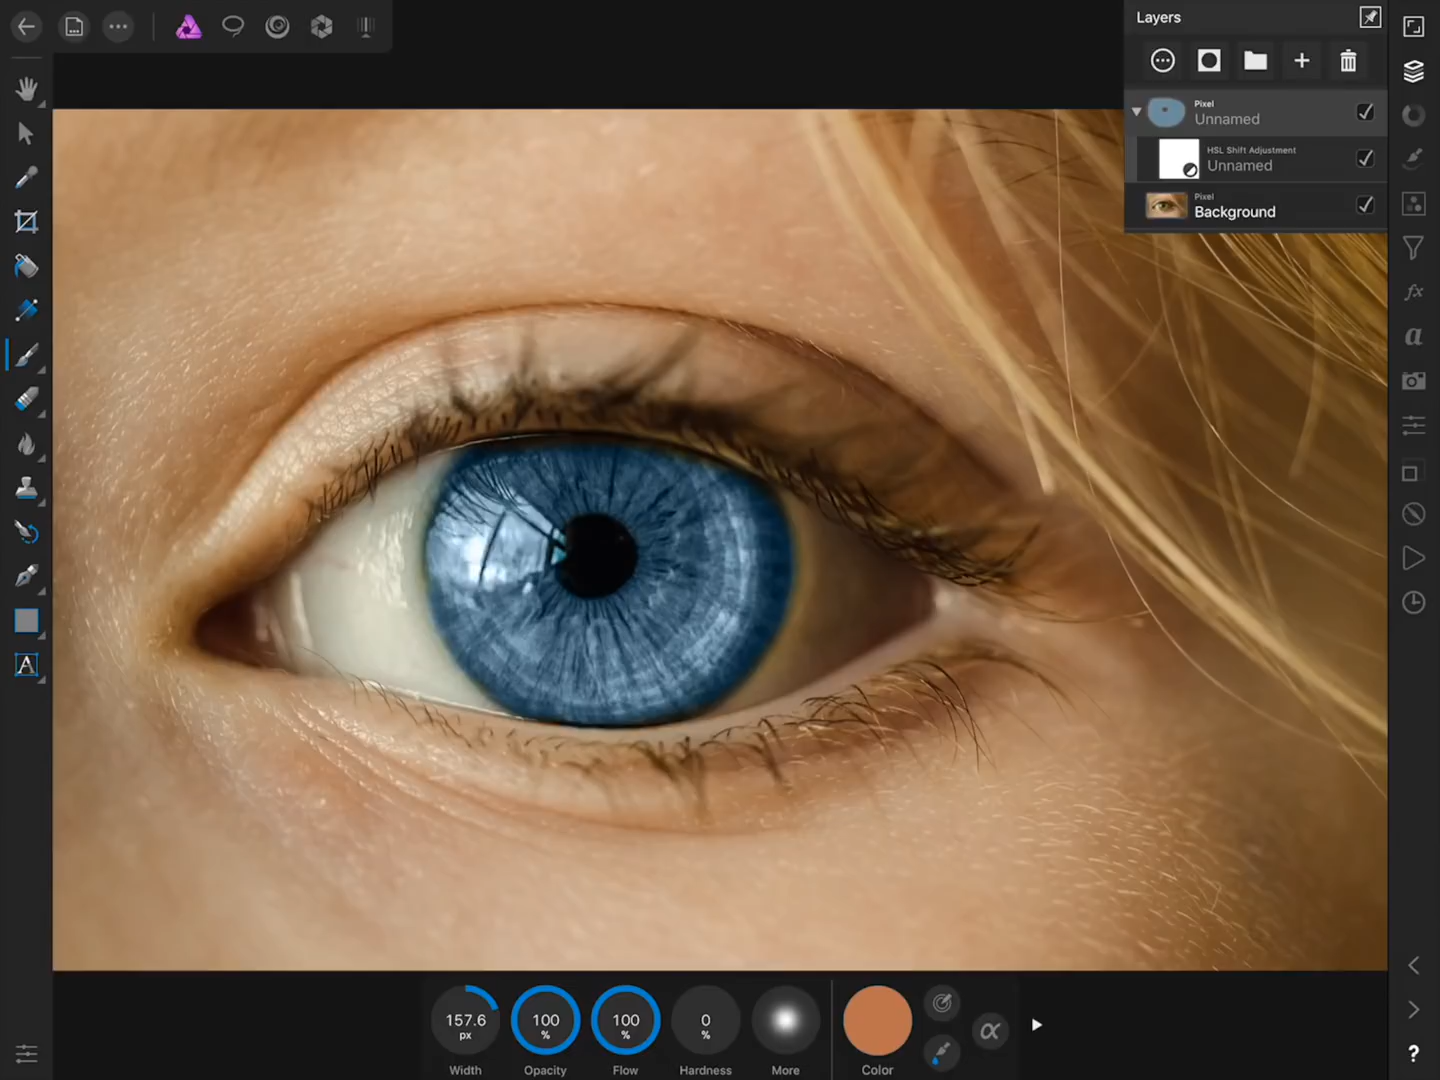 Layers
Pixel
Unnamed
HSL Shift Adjustment
Unnamed
Pixel
Background
fx
a
A
157.6
px
100
%
100
%
0
%
α
?
Width
Opacity
Flow
Hardness
More
Color